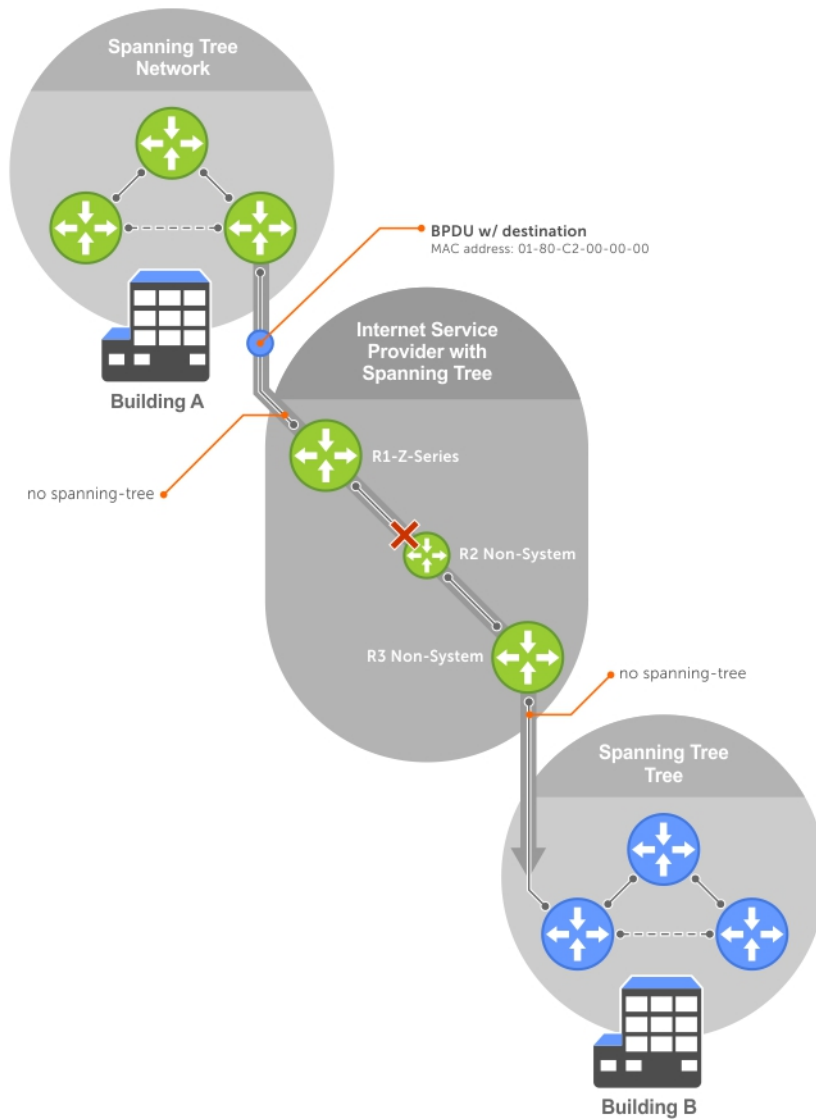 Spanning Tree
Network
BPDU w/ destination
MAC address: 01-80-C2-00-00-00
Internet Service
Provider with
Spanning Tree
Building A
R1-Z-Series
no spanning-tree
R2 Non-System
R3 Non-System
no spanning-tree
Spanning Tree
Tree
Building B